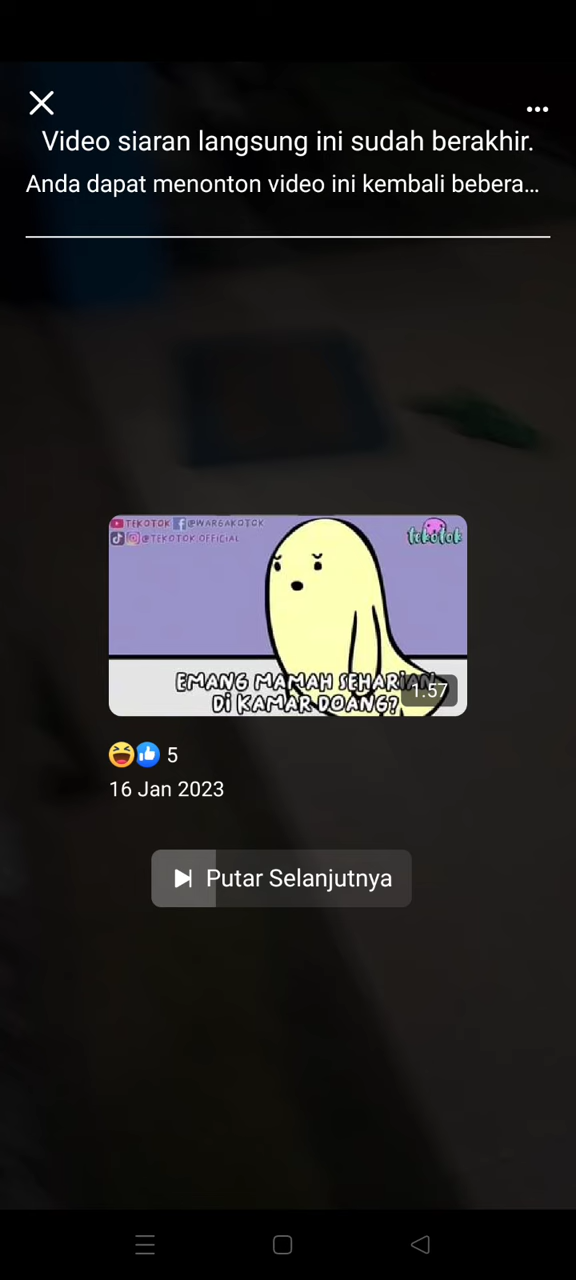 Video siaran langsung ini sudah berakhir.
Anda dapat menonton video ini kembali bebera...
TEKOTOK @WARGAKOTOK
@TEKOTOK.OFFICIAL
tekotok
EMANG MAMAH SEHARIAN
DI KAMAR DOANG?
1:57
5
16 Jan 2023
Putar Selanjutnya